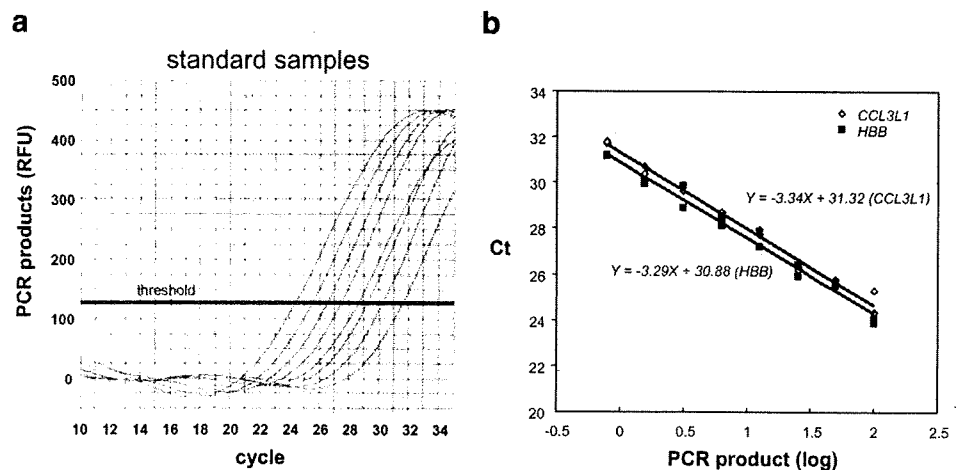 a
standard samples
PCR products (RFU)
500
400
300
200
100
0
threshold
10 12 14 16 18 20 22 24 26 28 30 32 34
cycle
b
Ct
34
32
30
28
26
24
22
20
CCL3L1
HBB
Y = -3.34X + 31.32 (CCL3L1)
Y = -3.29X + 30.88 (HBB)
-0.5 0 0.5 1.0 1.5 2 2.5
PCR product (log)